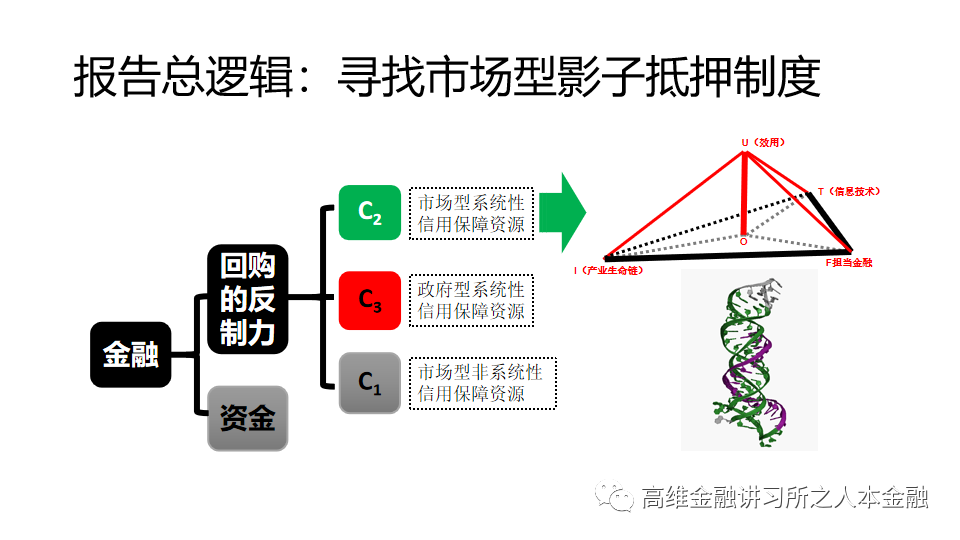 报告总逻辑：寻找市场型影子抵押制度
U（效用）
T（信息技术）
O
I（产业生命链）
F担当金融
金融
回购
的反
制力
资金
C2
市场型系统性
信用保障资源
C3
政府型系统性
信用保障资源
C1
市场型非系统性
信用保障资源
高维金融讲习所之人本金融